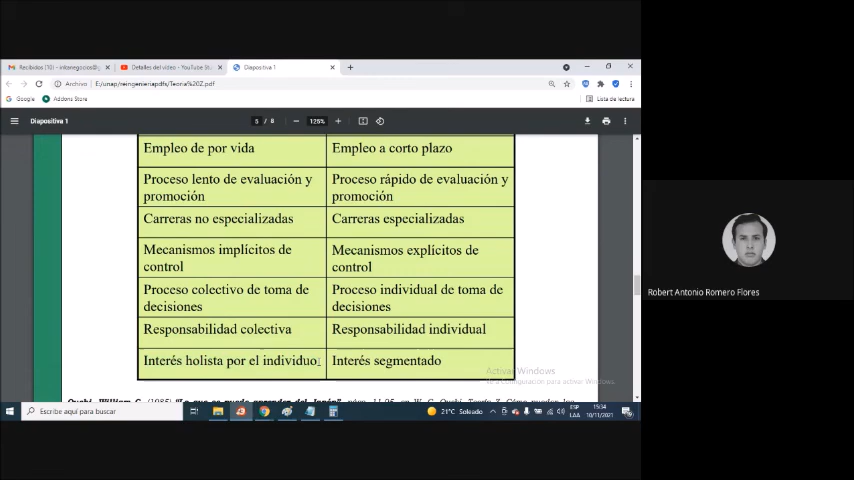 Recibidos (10) - infonegocios@g
Detalles del video - YouTube St
Diapositiva 1
Archivo
E:/unap/reingenieriapdfs/Teoria%20Z.pdf
Google
Addons Store
Lista de lectura
Diapositiva 1
5 / 8
125%
Empleo de por vida
Empleo a corto plazo
Proceso lento de evaluación y
promoción
Proceso rápido de evaluación y
promoción
Carreras no especializadas
Carreras especializadas
Mecanismos implícitos de
control
Mecanismos explícitos de
control
Proceso colectivo de toma de
decisiones
Proceso individual de toma de
decisiones
Responsabilidad colectiva
Responsabilidad individual
Interés holista por el individuo
Interés segmentado
Activar Windows
Configuración para activar Windows.
Escribe aquí para buscar
21°C Soleado
ESP
LAA
15:34
10/11/2021
Robert Antonio Romero Flores